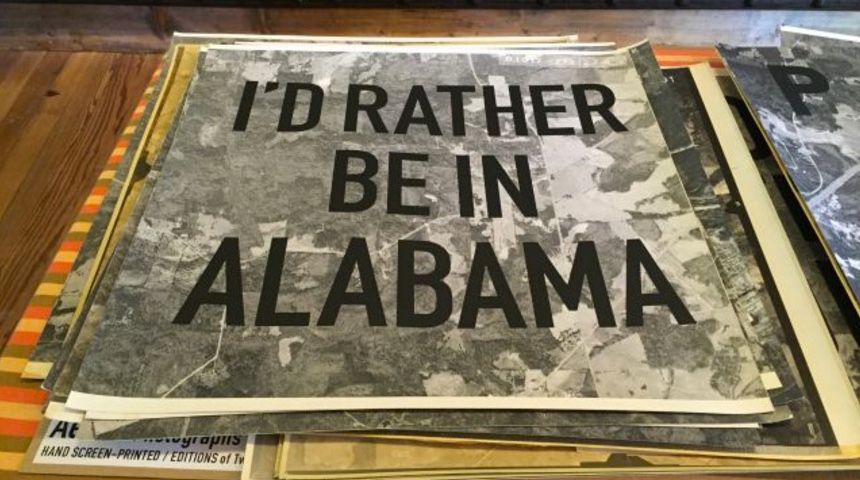 I'D RATHER
BE IN
ALABAMA
P
HAND SCREEN-PRINTED / EDITIONS of